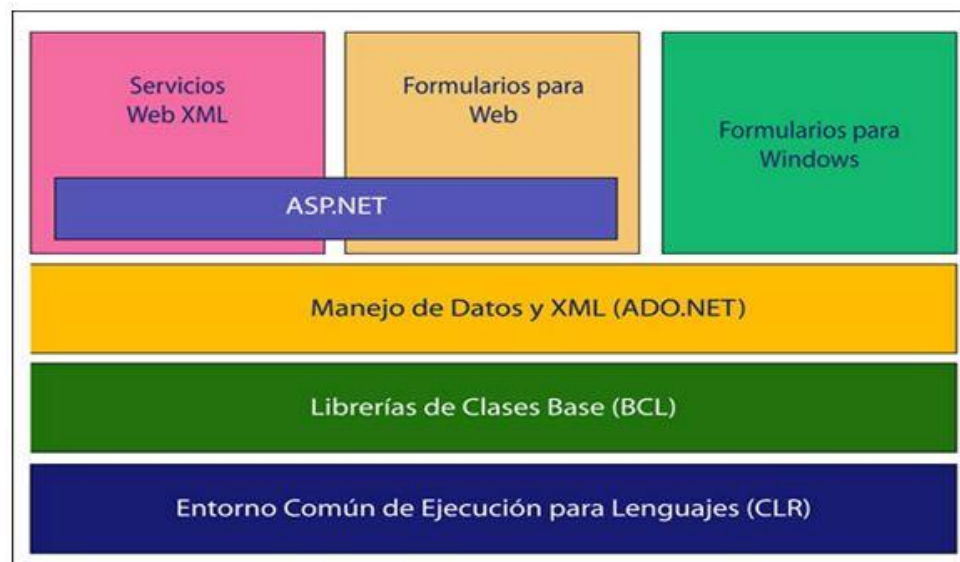 Servicios
Web XML
Formularios para
Web
Formularios para
Windows
ASP.NET
Manejo de Datos y XML (ADO.NET)
Librerías de Clases Base (BCL)
Entorno Común de Ejecución para Lenguajes (CLR)